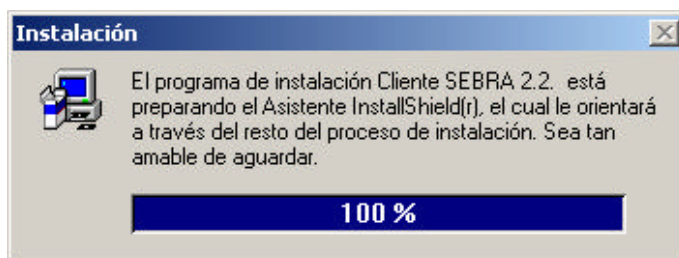 Instalación
El programa de instalación Cliente SEBRA 2.2.  está
preparando el Asistente InstallShield(r), el cual le orientará
a través del resto del proceso de instalación. Sea tan
amable de aguardar.
100 %